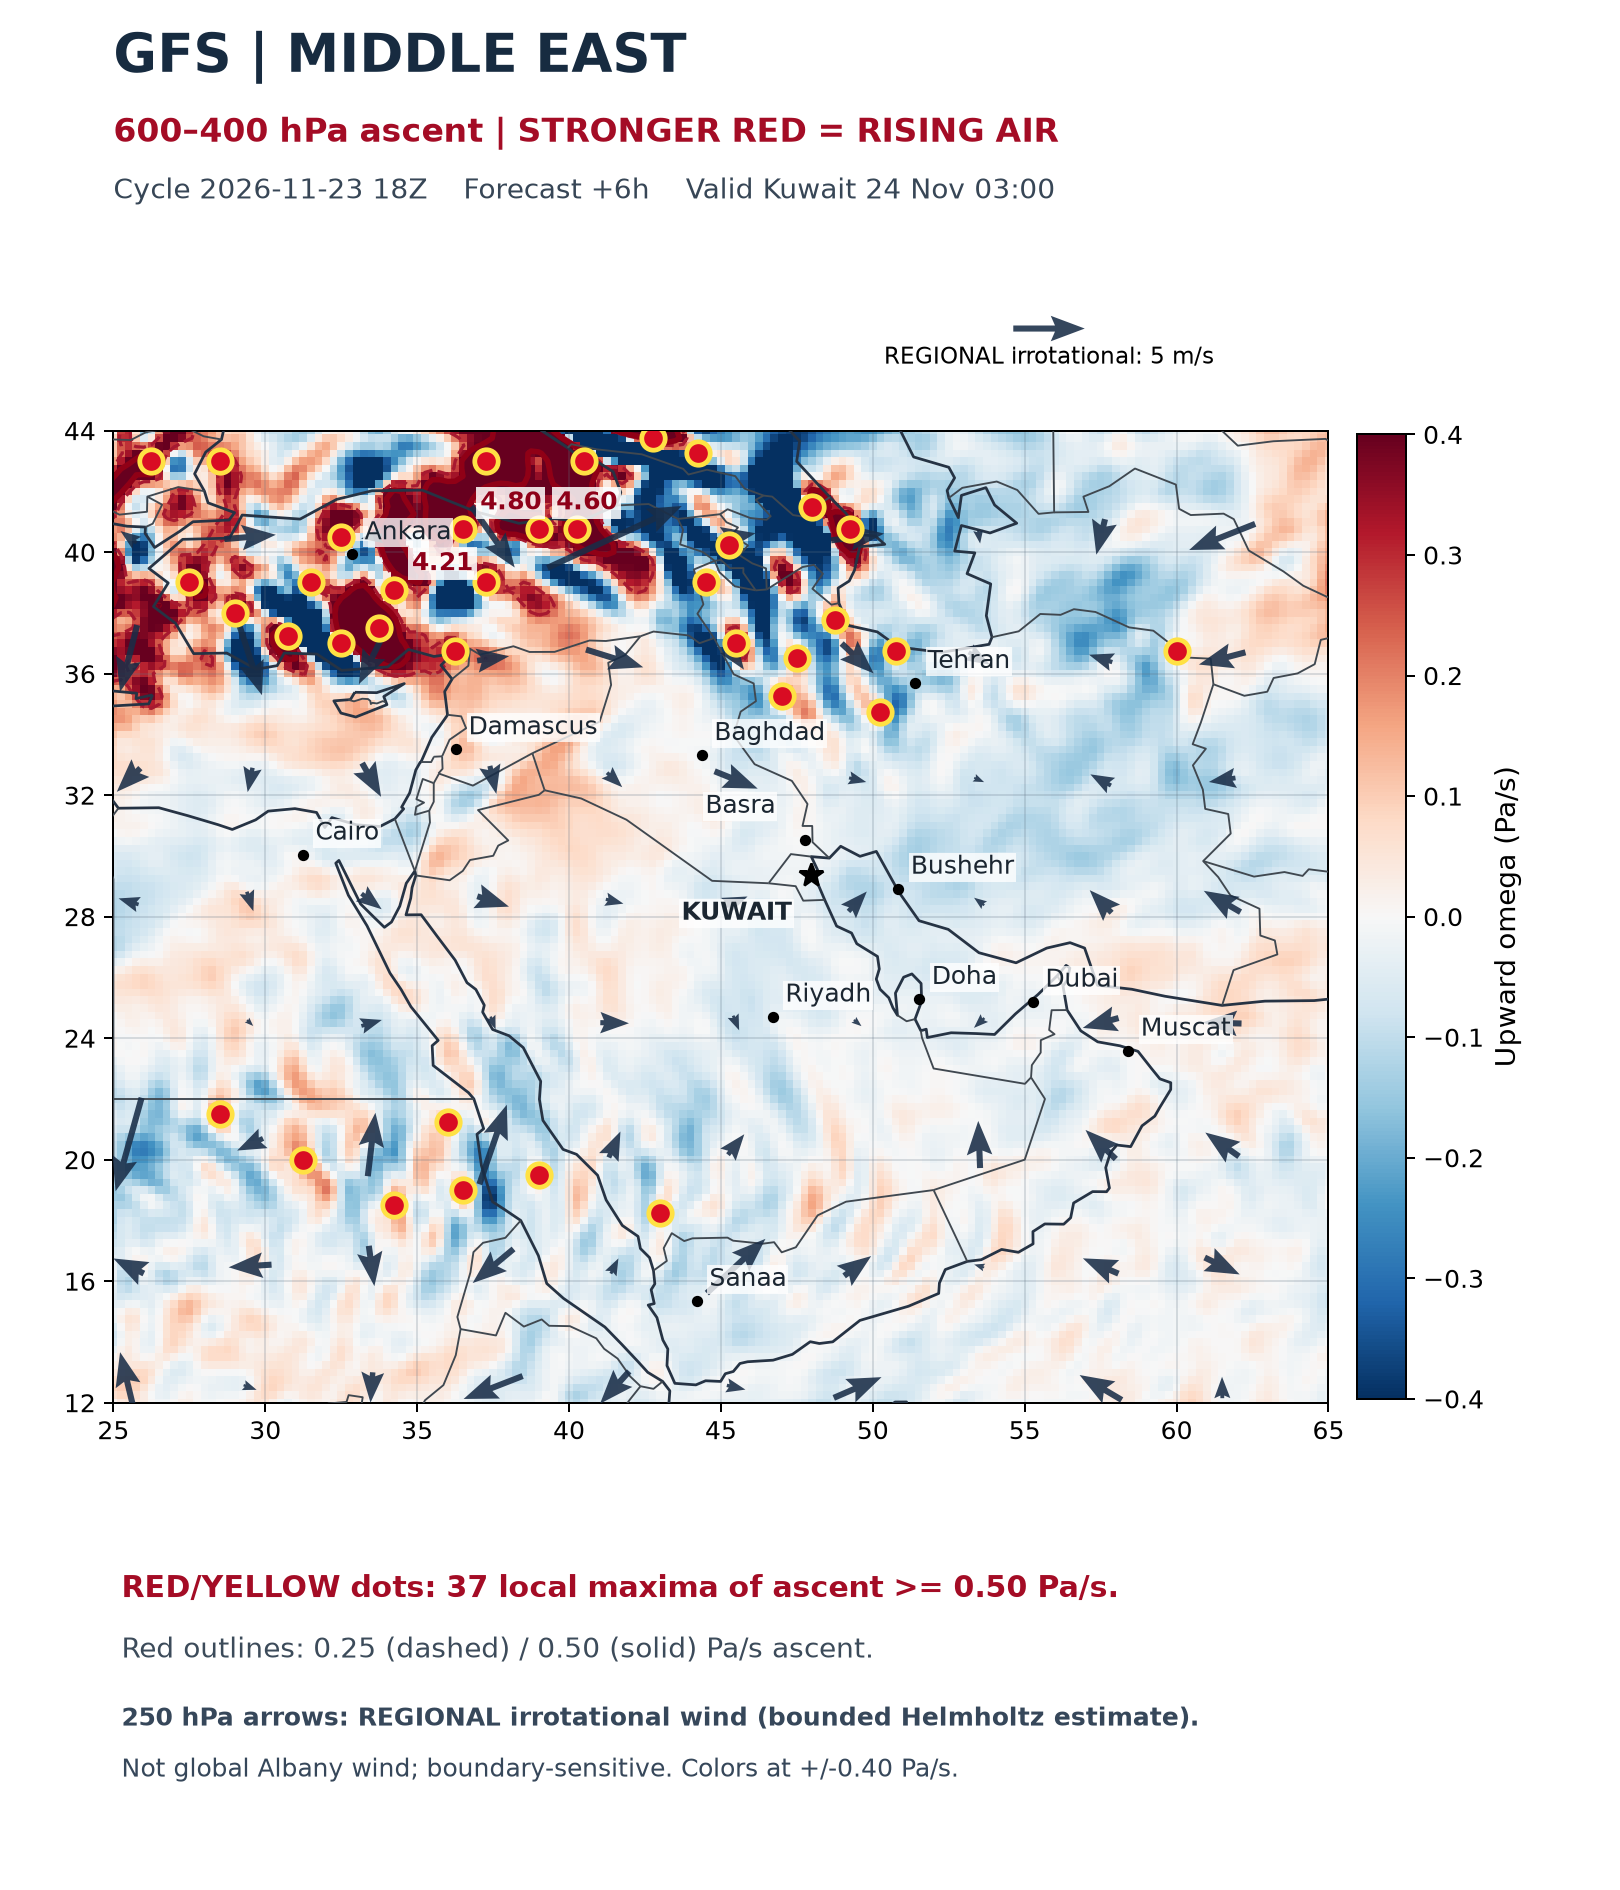 GFS | MIDDLE EAST
600–400 hPa ascent | STRONGER RED = RISING AIR
Cycle 2026-11-23 18Z    Forecast +6h    Valid Kuwait 24 Nov 03:00
REGIONAL irrotational: 5 m/s
44
40
36
32
28
24
20
16
12
25 30 35 40 45 50 55 60 65
4.80 4.60
Ankara
4.21
Tehran
Damascus
Baghdad
Basra
Cairo
Bushehr
KUWAIT
Doha
Dubai
Riyadh
Muscat
Sanaa
0.4
0.3
0.2
0.1
0.0
−0.1
−0.2
−0.3
−0.4
Upward omega (Pa/s)
RED/YELLOW dots: 37 local maxima of ascent >= 0.50 Pa/s.
Red outlines: 0.25 (dashed) / 0.50 (solid) Pa/s ascent.
250 hPa arrows: REGIONAL irrotational wind (bounded Helmholtz estimate).
Not global Albany wind; boundary-sensitive. Colors at +/-0.40 Pa/s.